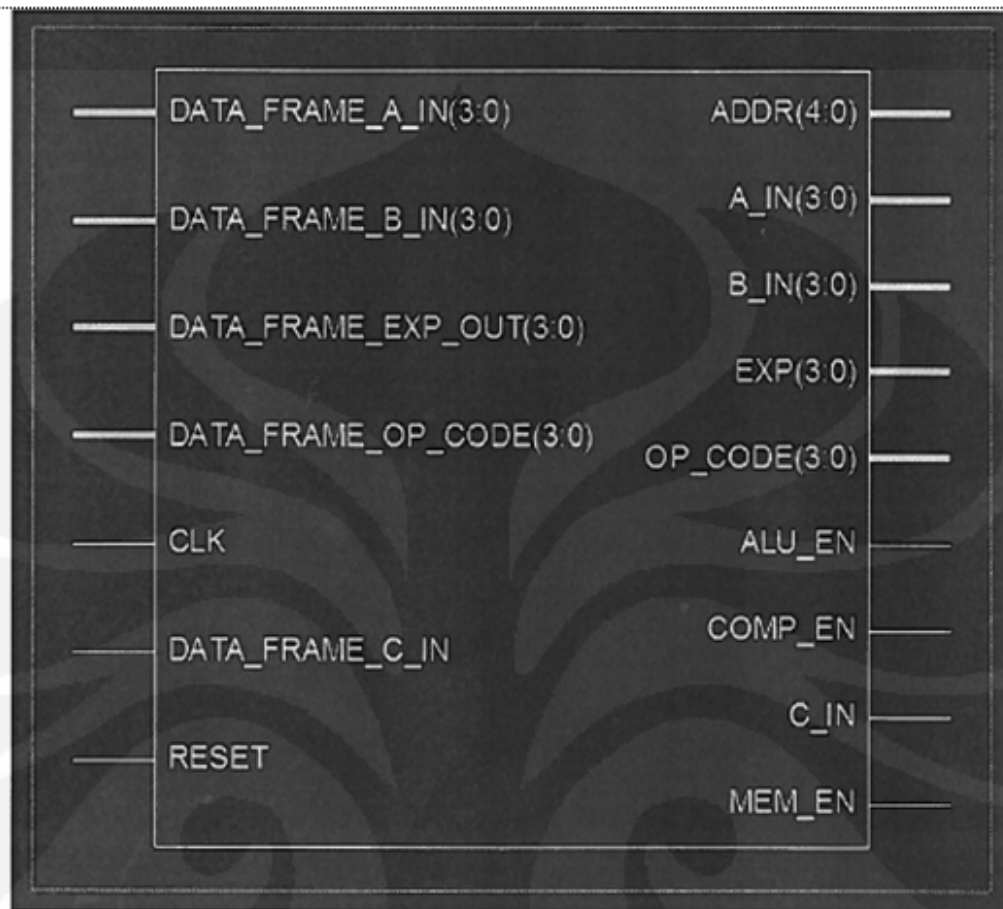 DATA_FRAME_A_IN(3:0)
DATA_FRAME_B_IN(3:0)
DATA_FRAME_EXP_OUT(3:0)
DATA_FRAME_OP_CODE(3:0)
CLK
DATA_FRAME_C_IN
RESET
ADDR(4:0)
A_IN(3:0)
B_IN(3:0)
EXP(3:0)
OP_CODE(3:0)
ALU_EN
COMP_EN
C_IN
MEM_EN